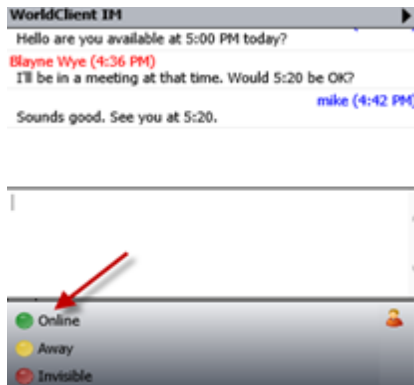 WorldClient IM
Hello are you available at 5:00 PM today?
Blayne Wye (4:36 PM)
I'll be in a meeting at that time. Would 5:20 be OK?
mike (4:42 PM)
Sounds good. See you at 5:20.
Online
Away
Invisible